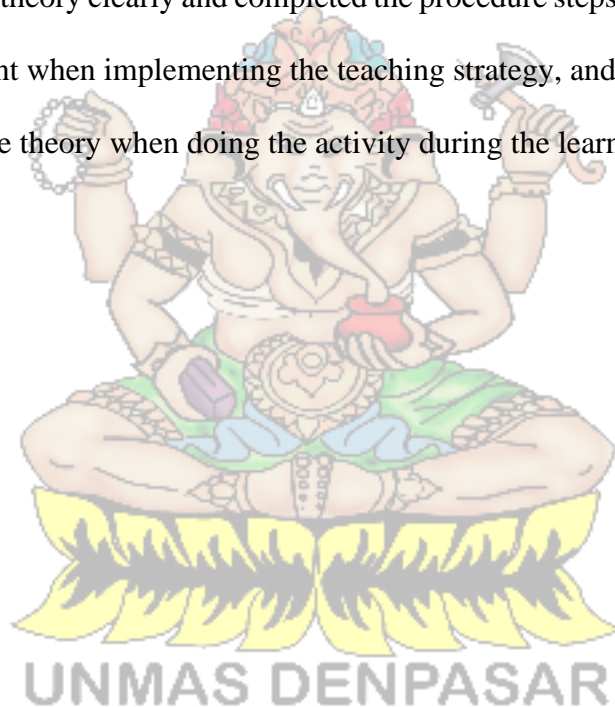 theory clearly and completed the procedure steps
nt when implementing the teaching strategy, and
e theory when doing the activity during the learn
UNMAS DENPASAR